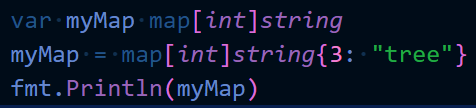 var myMap map[int]string
myMap = map[int]string{3: "tree"}
fmt.Println(myMap)